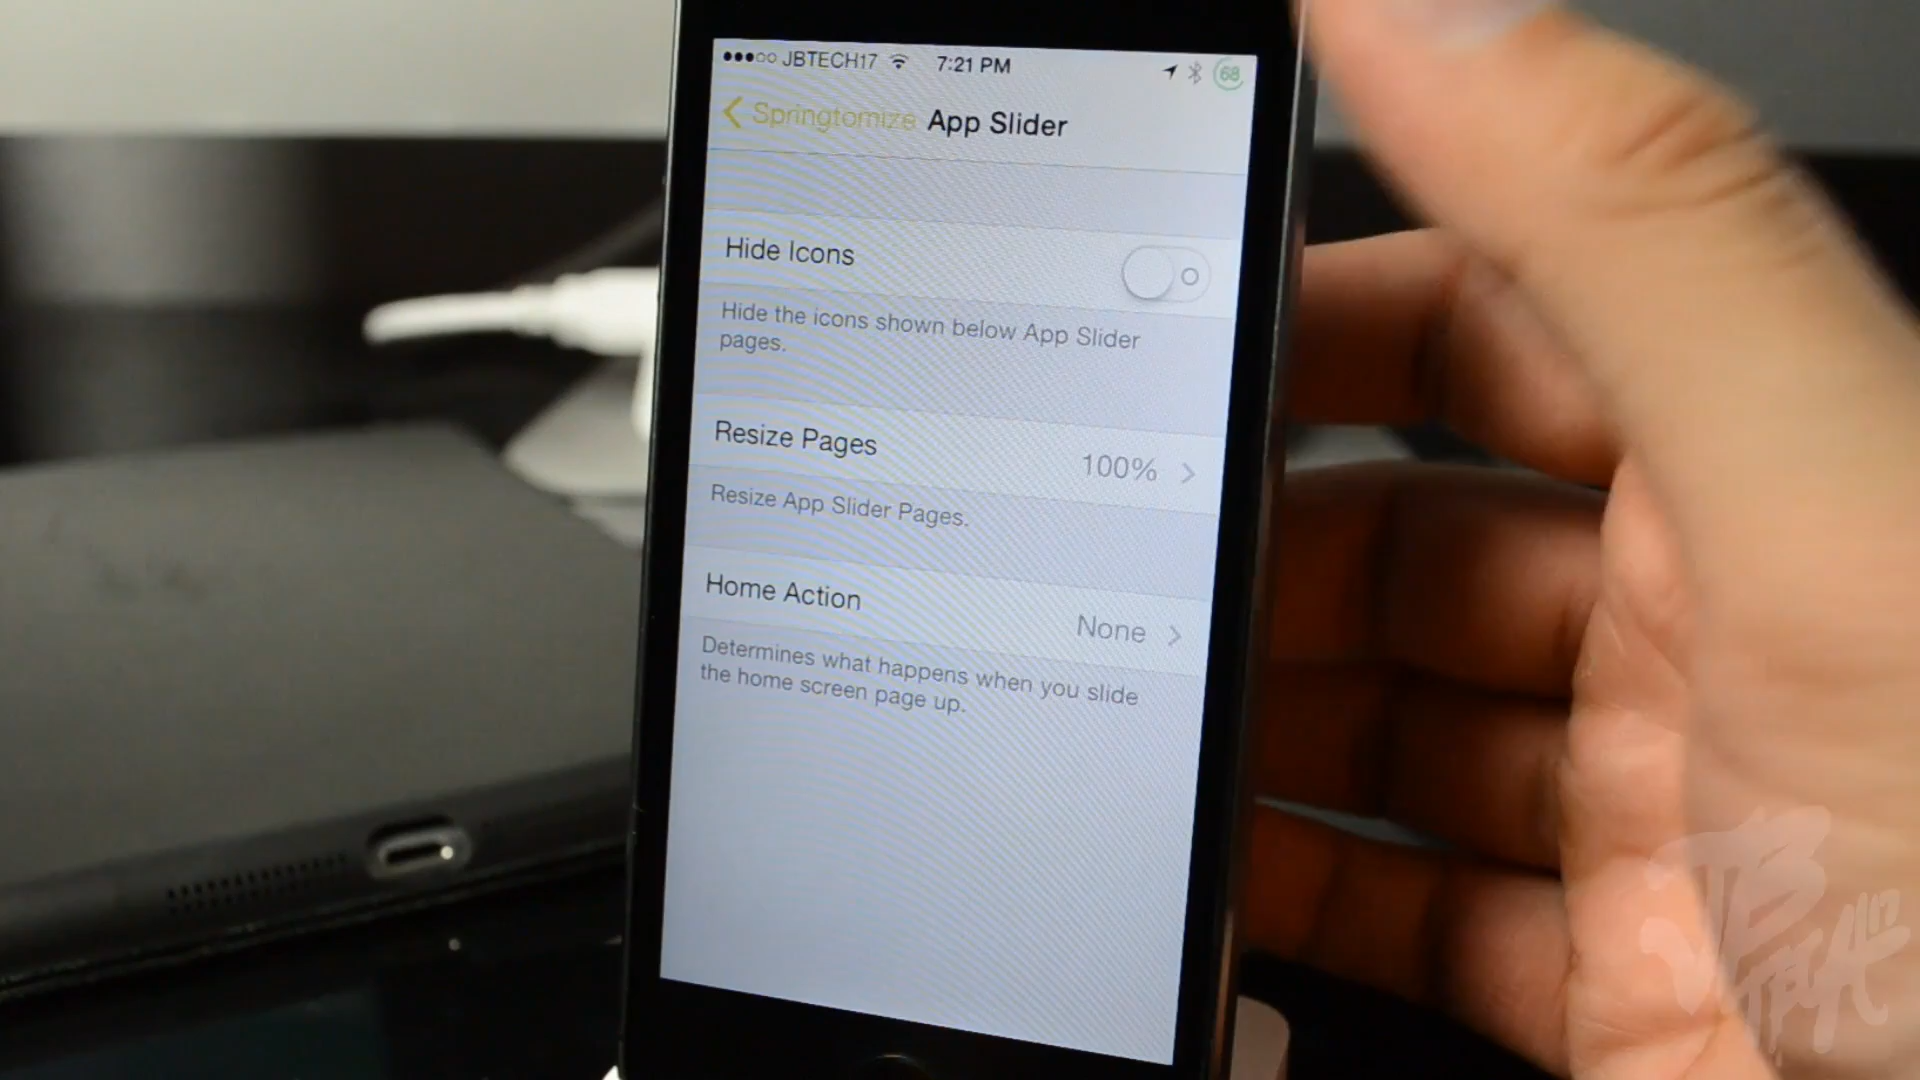 JBTECH17 7:21 PM 68
Springtomize App Slider
Hide Icons
Hide the icons shown below App Slider
pages.
Resize Pages 100%
Resize App Slider Pages.
Home Action None
Determines what happens when you slide
the home screen page up.
JB
TECH17